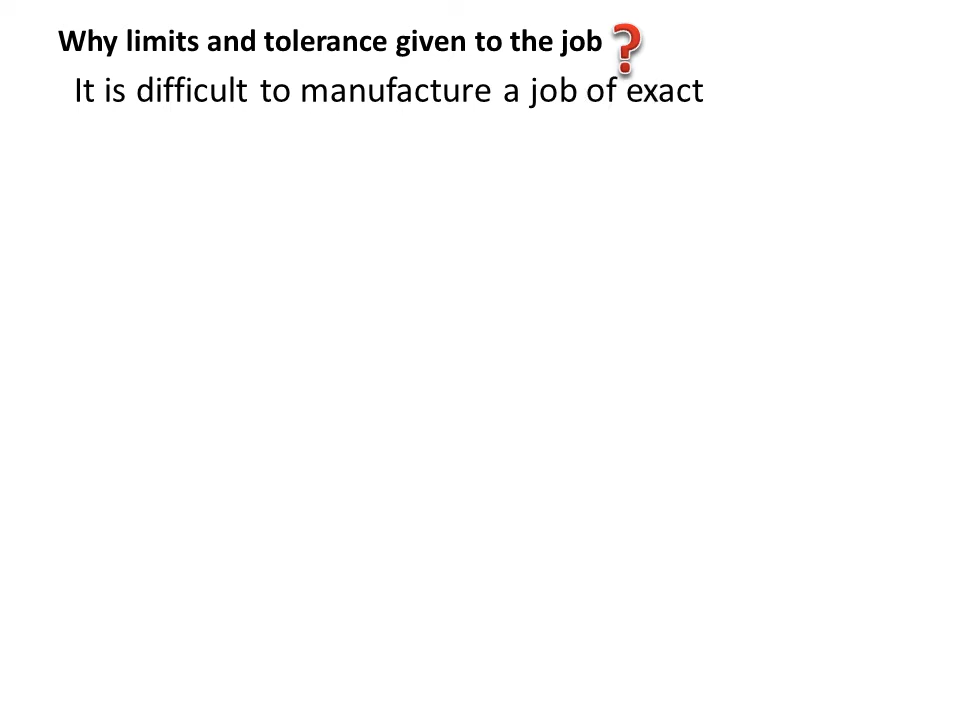 Why limits and tolerance given to the job ?
It is difficult to manufacture a job of exact